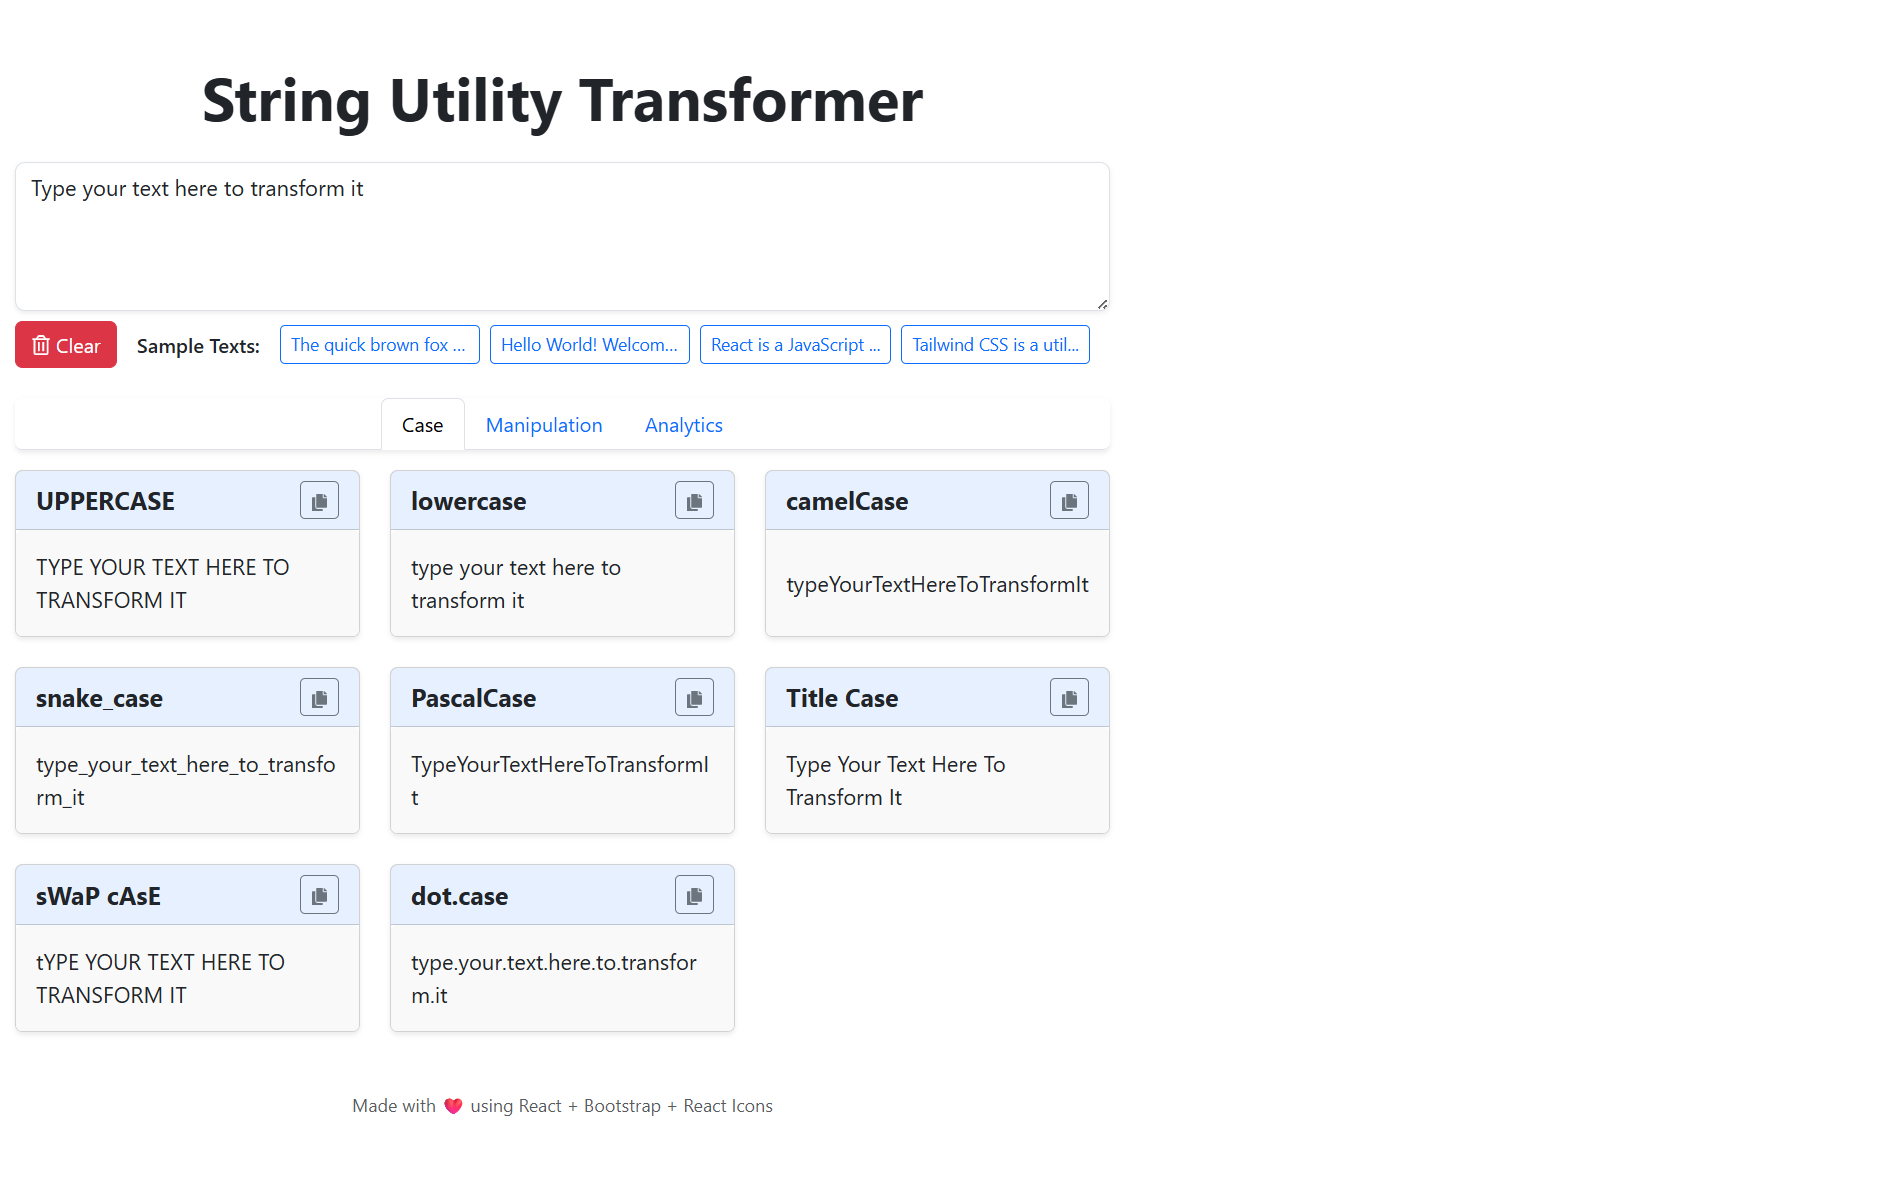 String Utility Transformer
Type your text here to transform it
Clear
Sample Texts:
The quick brown fox ...
Hello World! Welcom...
React is a JavaScript ...
Tailwind CSS is a util...
Case
Manipulation
Analytics
UPPERCASE
TYPE YOUR TEXT HERE TO
TRANSFORM IT
lowercase
type your text here to
transform it
camelCase
typeYourTextHereToTransformIt
snake_case
type_your_text_here_to_transfo
rm_it
PascalCase
TypeYourTextHereToTransformI
t
Title Case
Type Your Text Here To
Transform It
sWaP cAsE
tYPE YOUR TEXT HERE TO
TRANSFORM IT
dot.case
type.your.text.here.to.transfor
m.it
Made with ❤️ using React + Bootstrap + React Icons